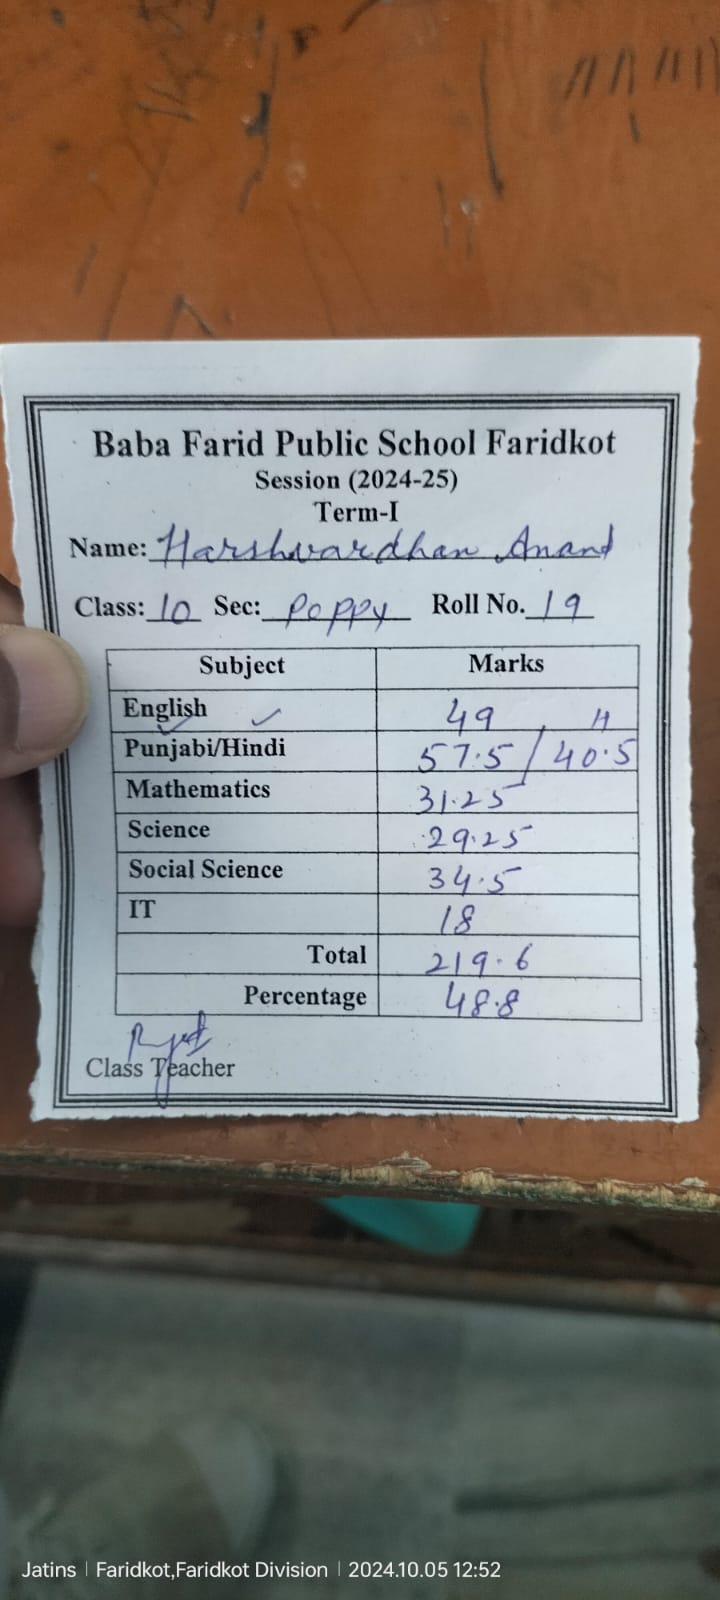 Baba Farid Public School Faridkot
Session (2024-25)
Term-I
Name: Harshvardhan Anand
Class: 10 Sec: Poppy Roll No. 19
Subject Marks
English 49
Punjabi/Hindi 57.5 / H 40.5
Mathematics 31.25
Science 29.25
Social Science 34.5
IT 18
Total 219.6
Percentage 48.8
Class Teacher
Jatins | Faridkot,Faridkot Division | 2024.10.05 12:52